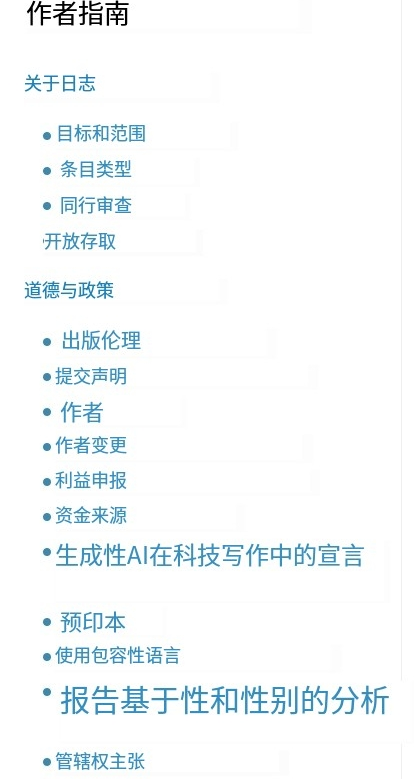 作者指南
关于日志
目标和范围
条目类型
同行审查
开放存取
道德与政策
出版伦理
提交声明
作者
作者变更
利益申报
资金来源
生成性AI在科技写作中的宣言
预印本
使用包容性语言
报告基于性和性别的分析
管辖权主张